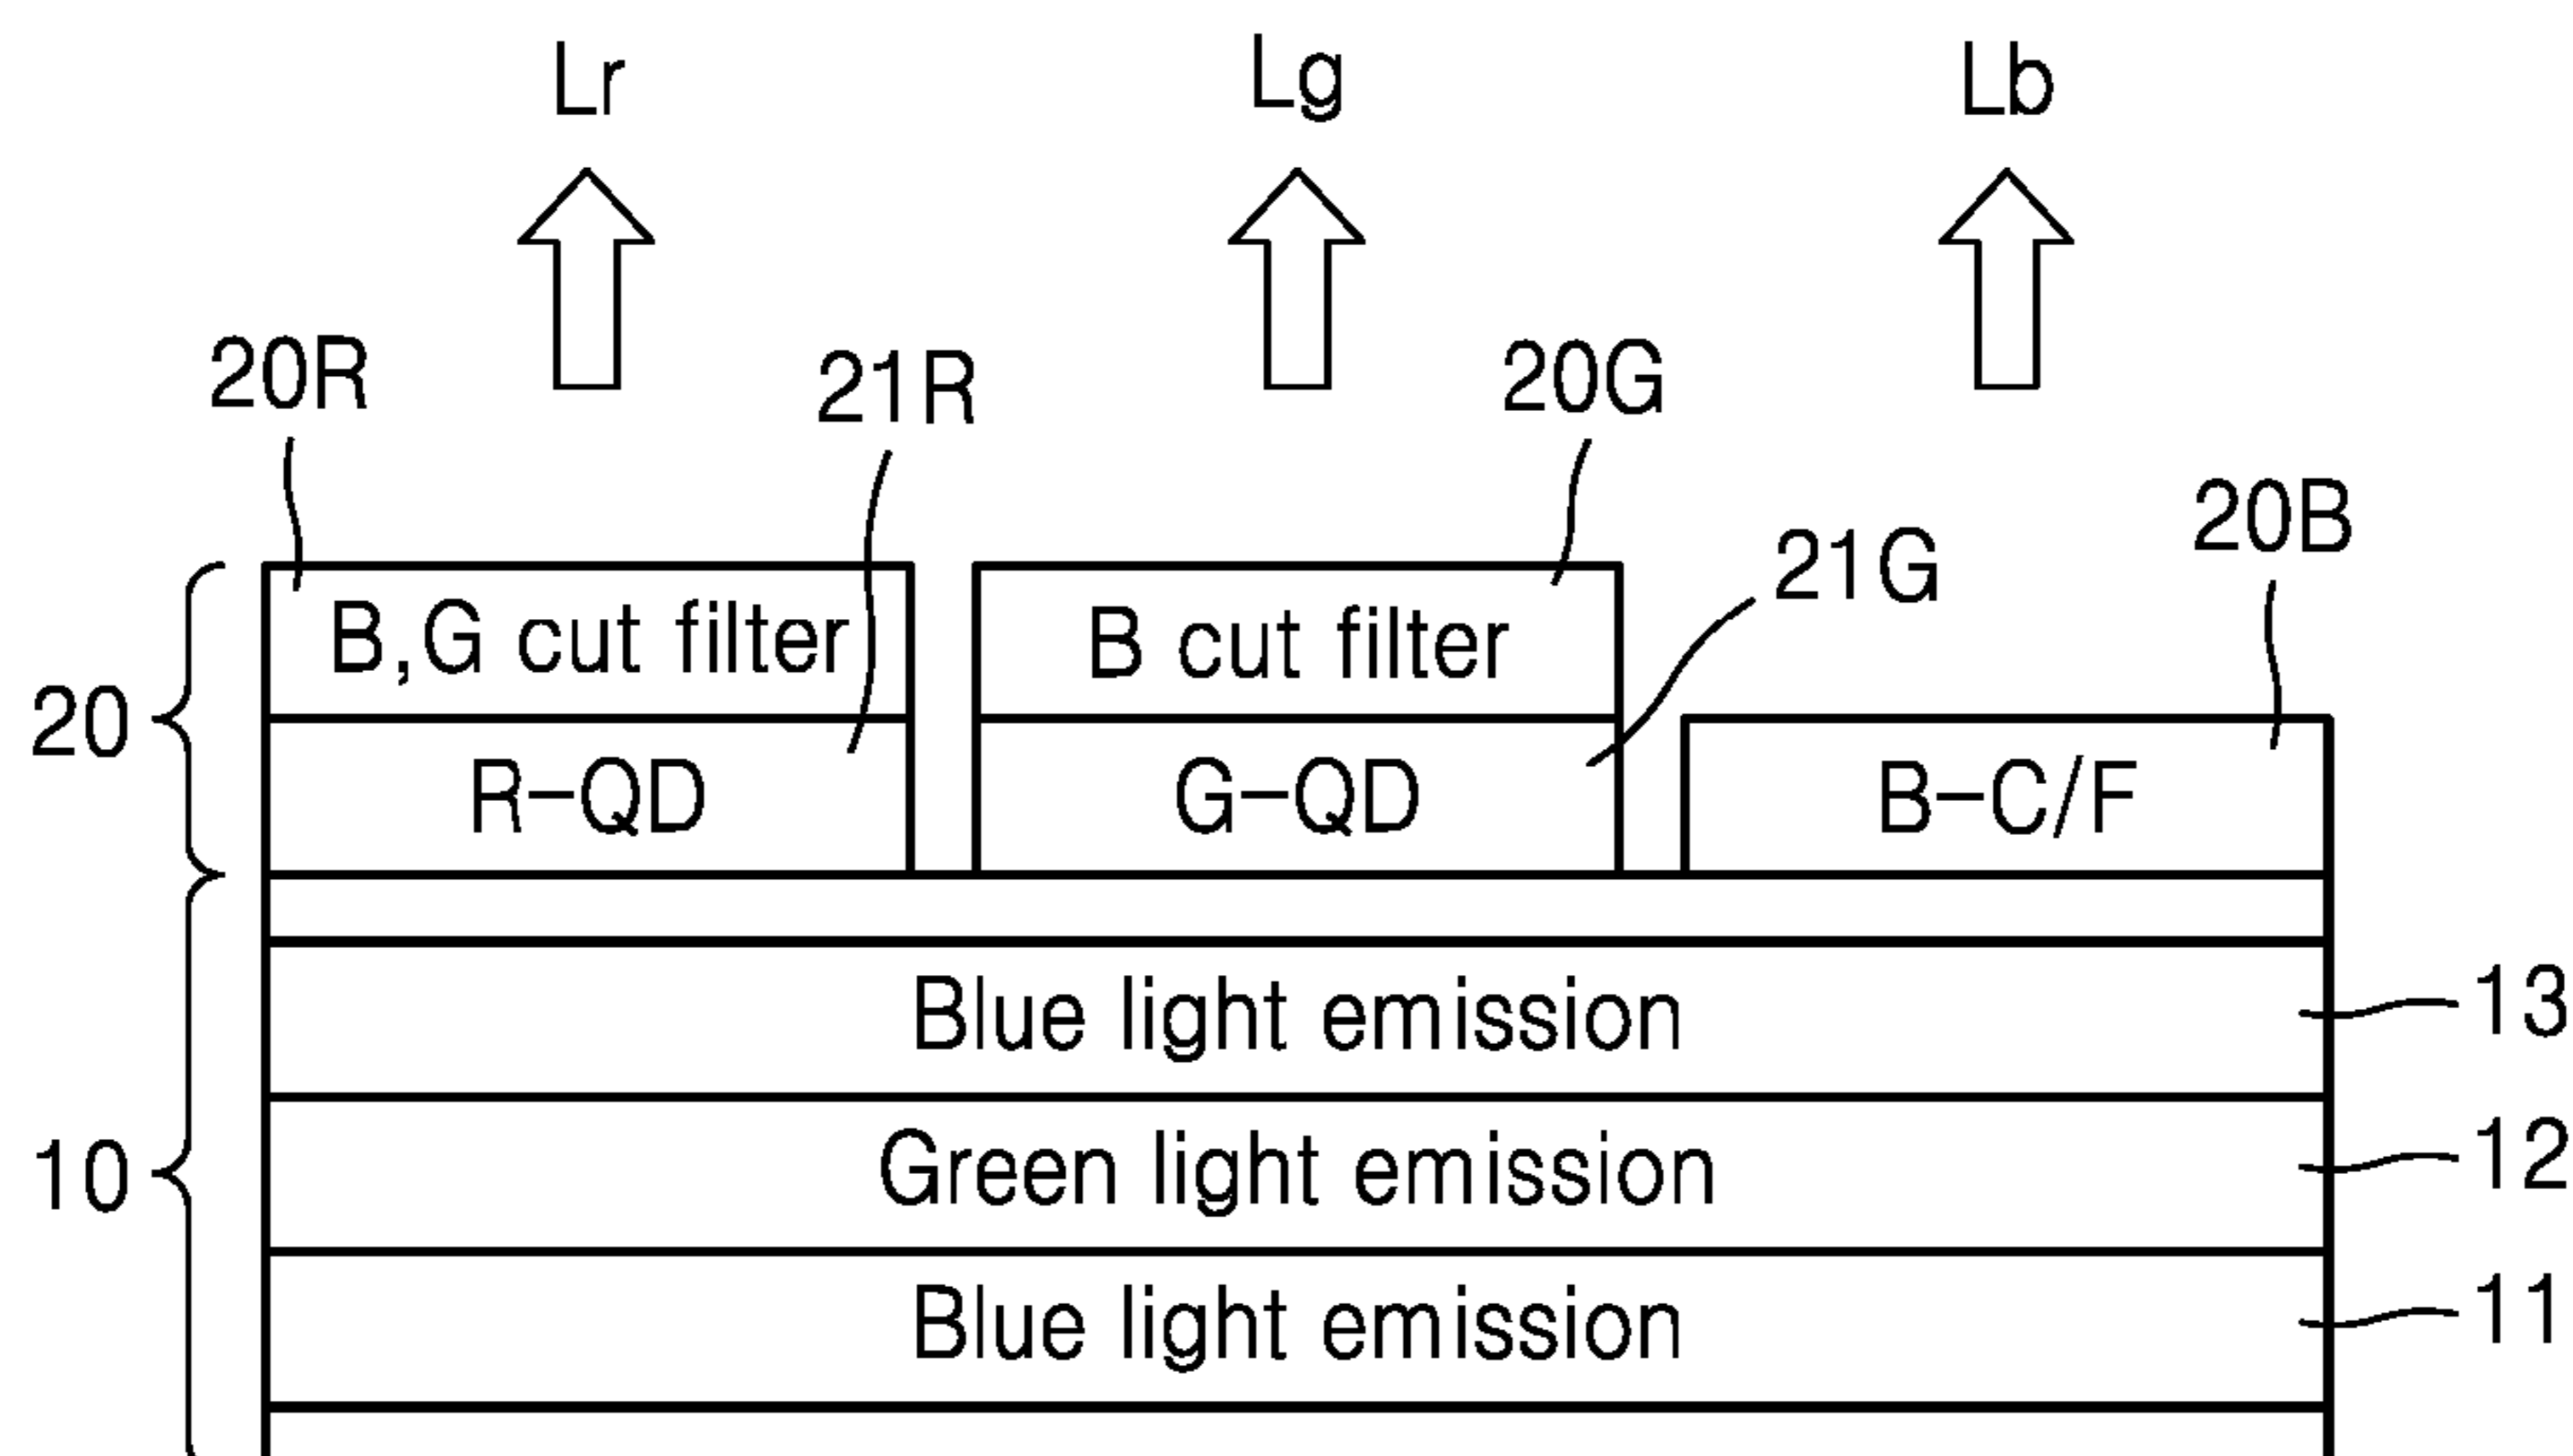 Lr Lg Lb
20R 21R 20G
21G 20B
B,G cut filter B cut filter
20
R-QD G-QD B-C/F
Blue light emission 13
Green light emission 12
10
Blue light emission 11